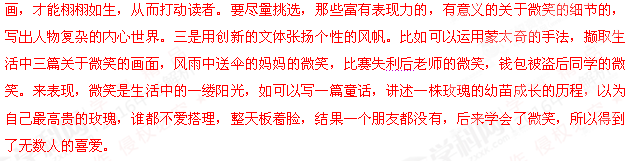 画，才能栩栩如生，从而打动读者。要尽量挑选，那些富有表现力的，有意义的关于微笑的细节的，
写出人物复杂的内心世界。三是用创新的文体张扬个性的风帆。比如可以运用蒙太奇的手法，撷取生
活中三篇关于微笑的画面，风雨中送伞的妈妈的微笑，比赛失利后老师的微笑，钱包被盗后同学的微
笑。来表现，微笑是生活中的一缕阳光，如可以写一篇童话，讲述一株玫瑰的幼苗成长的历程，以为
自己最高贵的玫瑰，谁都不爱搭理，整天板着脸，结果一个朋友都没有，后来学会了微笑，所以得到
了无数人的喜爱。